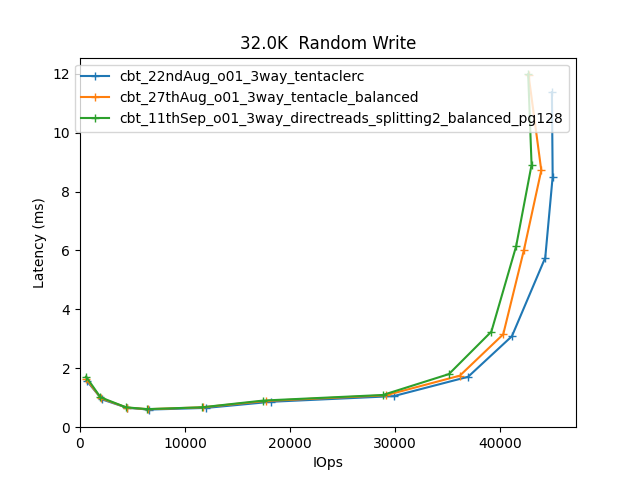 32.0K  Random Write
cbt_22ndAug_o01_3way_tentaclerc
cbt_27thAug_o01_3way_tentacle_balanced
cbt_11thSep_o01_3way_directreads_splitting2_balanced_pg128
12
10
8
6
4
2
0
Latency (ms)
0 10000 20000 30000 40000
IOps